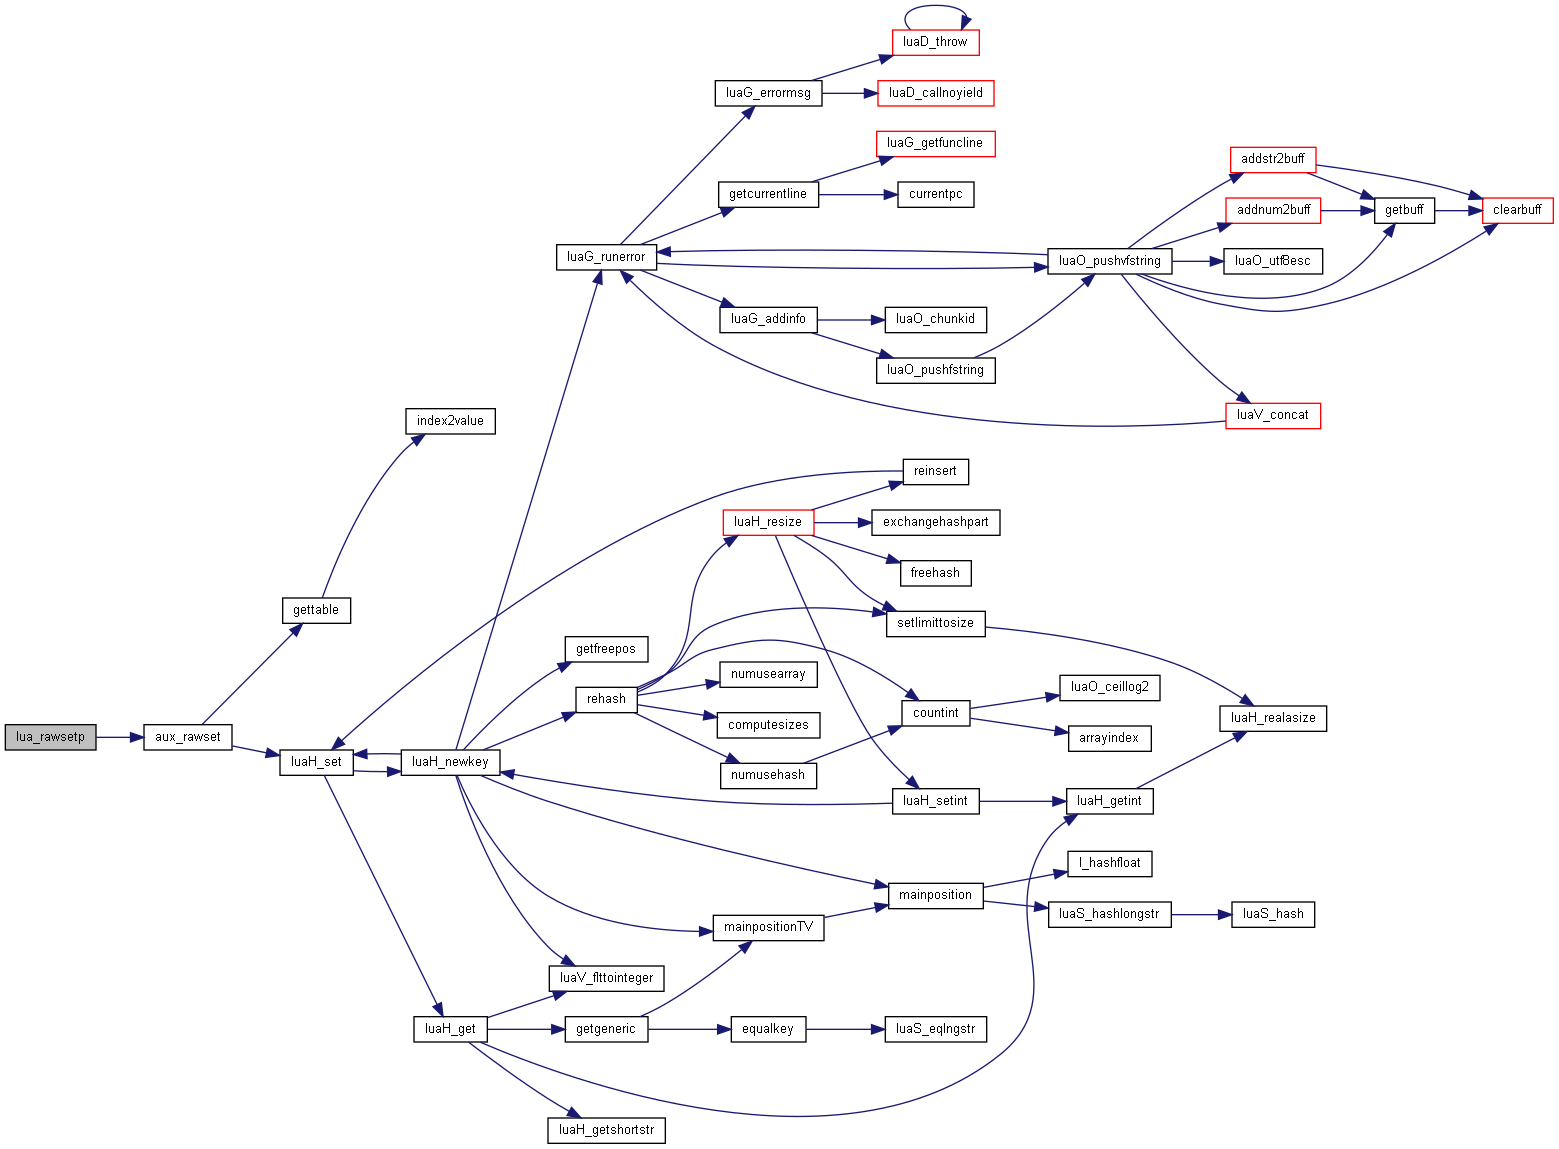 luaD_throw
luaG_errormsg
luaD_callnoyield
luaG_getfuncline
addstr2buff
getcurrentline
currentpc
addnum2buff
getbuff
clearbuff
luaG_runerror
luaO_pushvfstring
luaO_utf8esc
luaG_addinfo
luaO_chunkid
luaO_pushfstring
luaV_concat
index2value
reinsert
luaH_resize
exchangehashpart
freehash
gettable
setlimittosize
getfreepos
numusearray
luaO_ceillog2
rehash
countint
luaH_realasize
computesizes
lua_rawsetp
aux_rawset
arrayindex
luaH_set
luaH_newkey
numusehash
luaH_setint
luaH_getint
l_hashfloat
mainposition
luaS_hashlongstr
luaS_hash
mainpositionTV
luaV_flttointeger
luaH_get
getgeneric
equalkey
luaS_eqlngstr
luaH_getshortstr